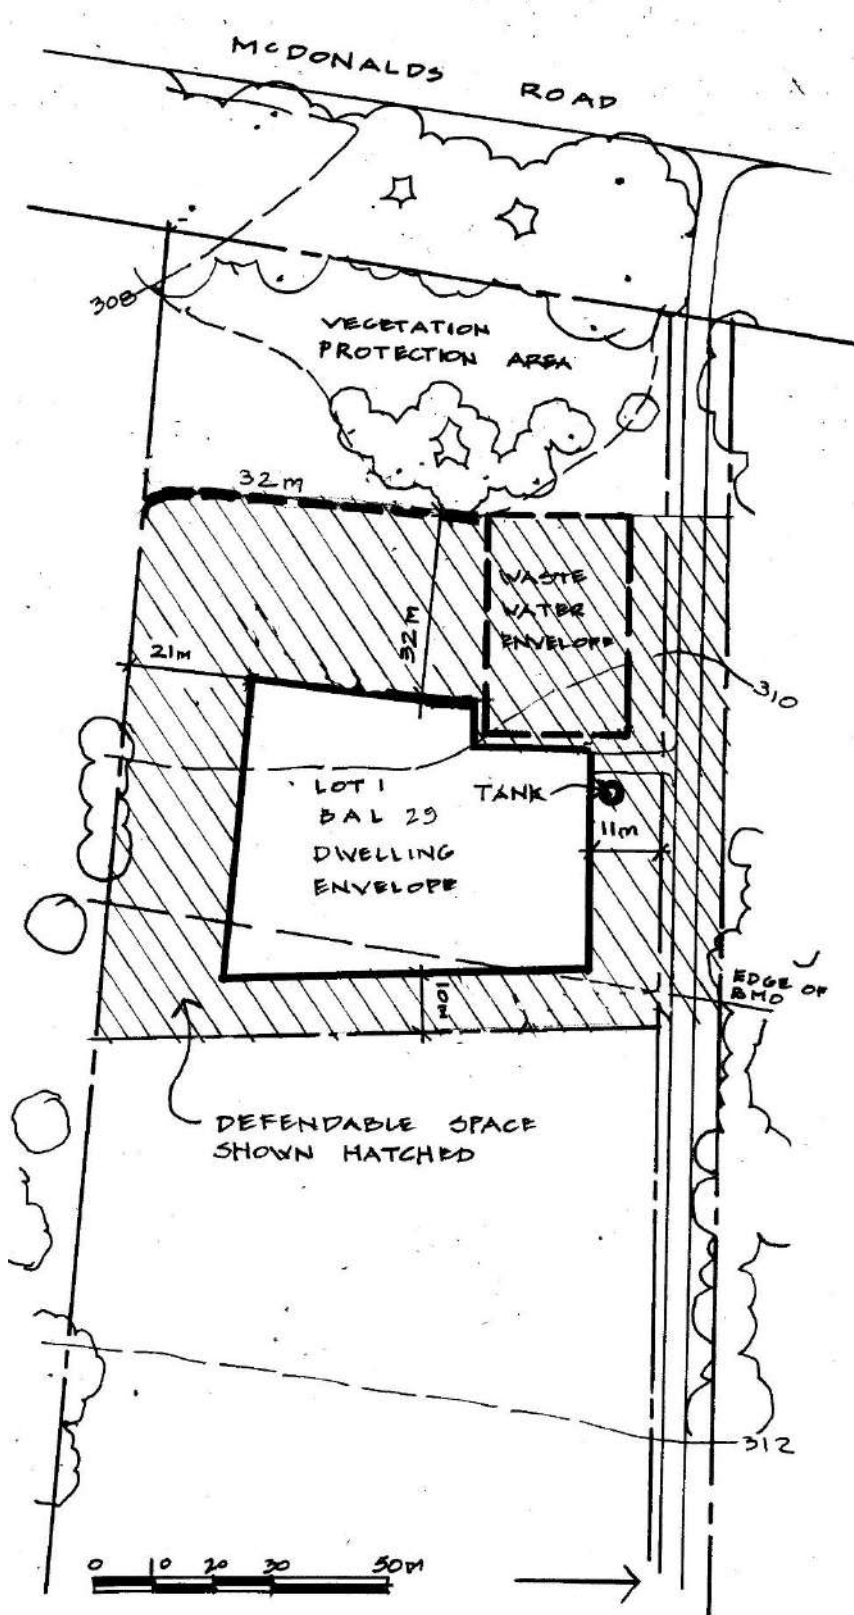 McDONALDS ROAD
308
VEGETATION
PROTECTION AREA
32m
WASTE
WATER
ENVELOPE
32m
21m
310
LOT 1
BAL 29
DWELLING
ENVELOPE
TANK
11m
EDGE OF
BMO
10m
DEFENDABLE SPACE
SHOWN HATCHED
312
0 10 20 30 50m